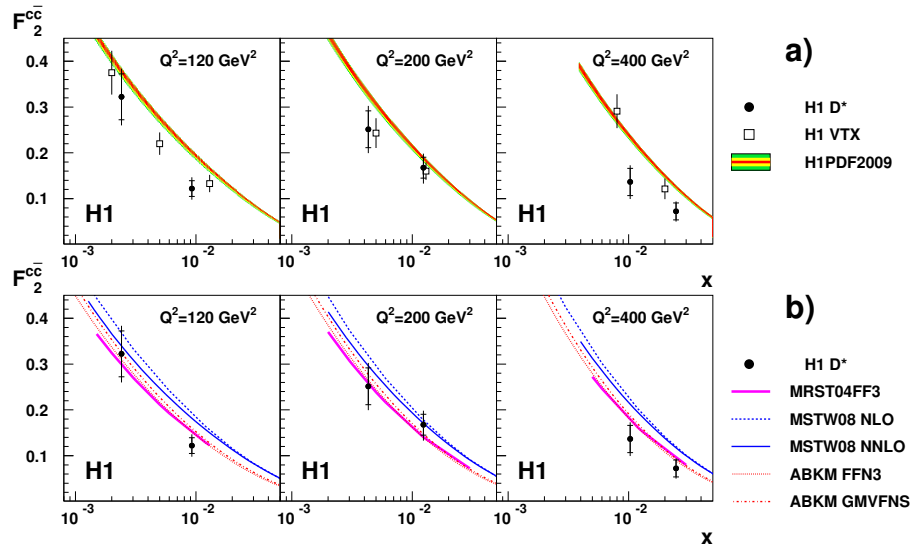 F₂^cc̅
Q²=120 GeV² Q²=200 GeV² Q²=400 GeV²
a)
0.4
0.3
0.2
0.1
H1 H1 H1
H1 D*
H1 VTX
H1PDF2009
10⁻³ 10⁻² 10⁻³ 10⁻² 10⁻³ 10⁻²
x
F₂^cc̅
Q²=120 GeV² Q²=200 GeV² Q²=400 GeV²
b)
0.4
0.3
0.2
0.1
H1 H1 H1
H1 D*
MRST04FF3
MSTW08 NLO
MSTW08 NNLO
ABKM FFN3
ABKM GMVFNS
10⁻³ 10⁻² 10⁻³ 10⁻² 10⁻³ 10⁻²
x